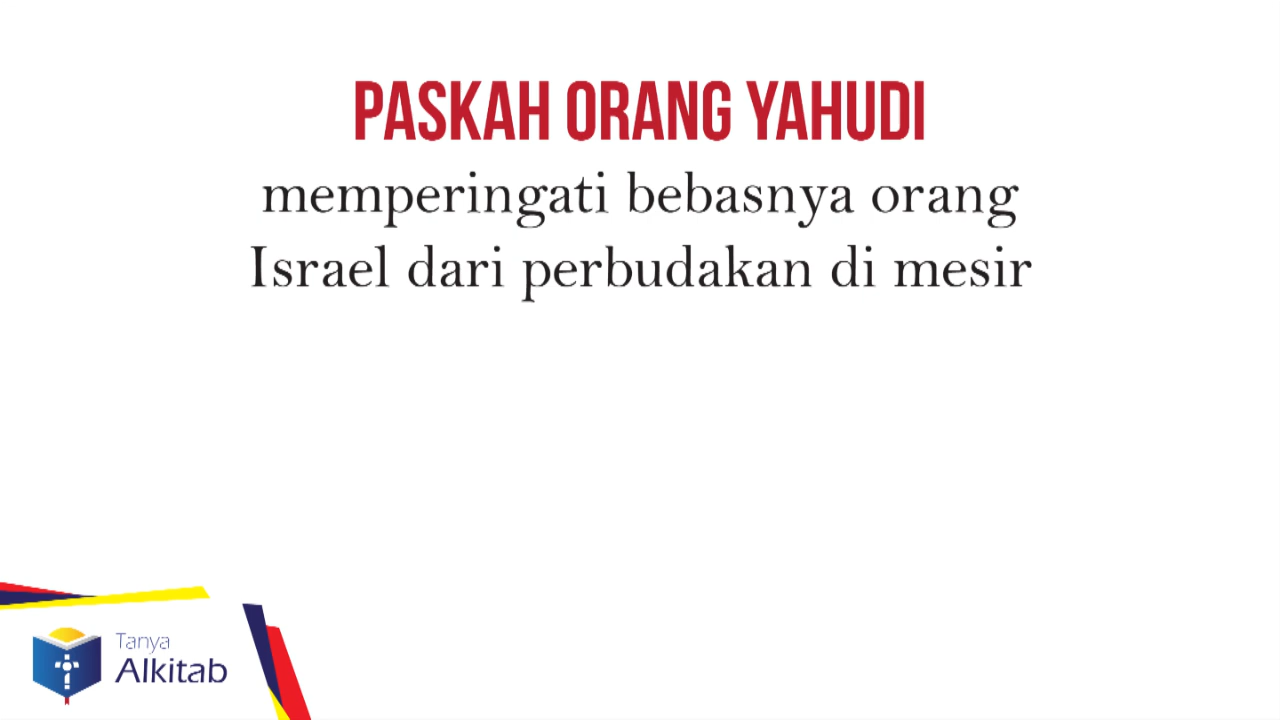 PASKAH ORANG YAHUDI
memperingati bebasnya orang
Israel dari perbudakan di mesir
Tanya
Alkitab